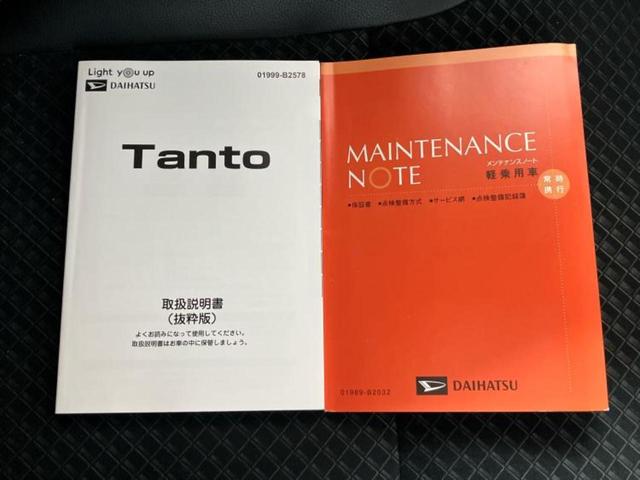 Light you up
DAIHATSU
01999-B2578
Tanto
取扱説明書
（抜粋版）
よくお読みになって使用してください。
取扱説明書はお車の中に保管しましょう。
MAINTENANCE
NOTE
メンテナンスノート
軽乗用車
常時
携行
●保証書 ●点検整備方式 ●サービス網 ●点検整備記録簿
01989-B2032
DAIHATSU